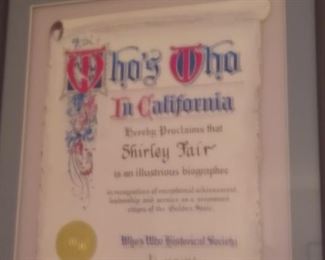 Who's Who
In California
Hereby Proclaims that
Shirley Fair
is an illustrious biographee
in recognition of exceptional achievement
leadership and service as a prominent
citizen of the Golden State.
Who's Who Historical Society